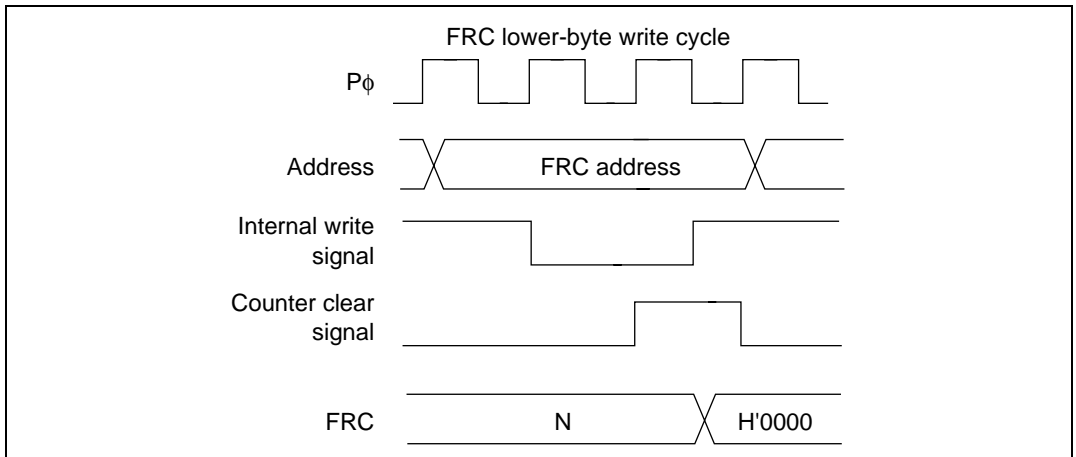 FRC lower-byte write cycle
Pϕ
Address
FRC address
Internal write
signal
Counter clear
signal
FRC
N
H'0000